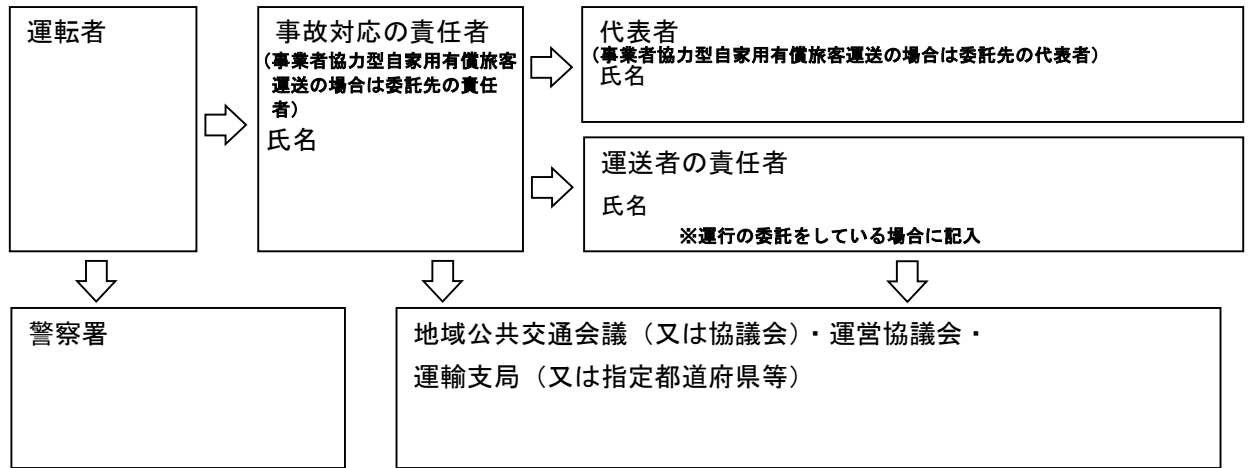 運転者
事故対応の責任者
（事業者協力型自家用有償旅客
運送の場合は委託先の責任
者）
氏名
代表者
（事業者協力型自家用有償旅客運送の場合は委託先の代表者）
氏名
運送者の責任者
氏名
※運行の委託をしている場合に記入
警察署
地域公共交通会議（又は協議会）・運営協議会・
運輸支局（又は指定都道府県等）